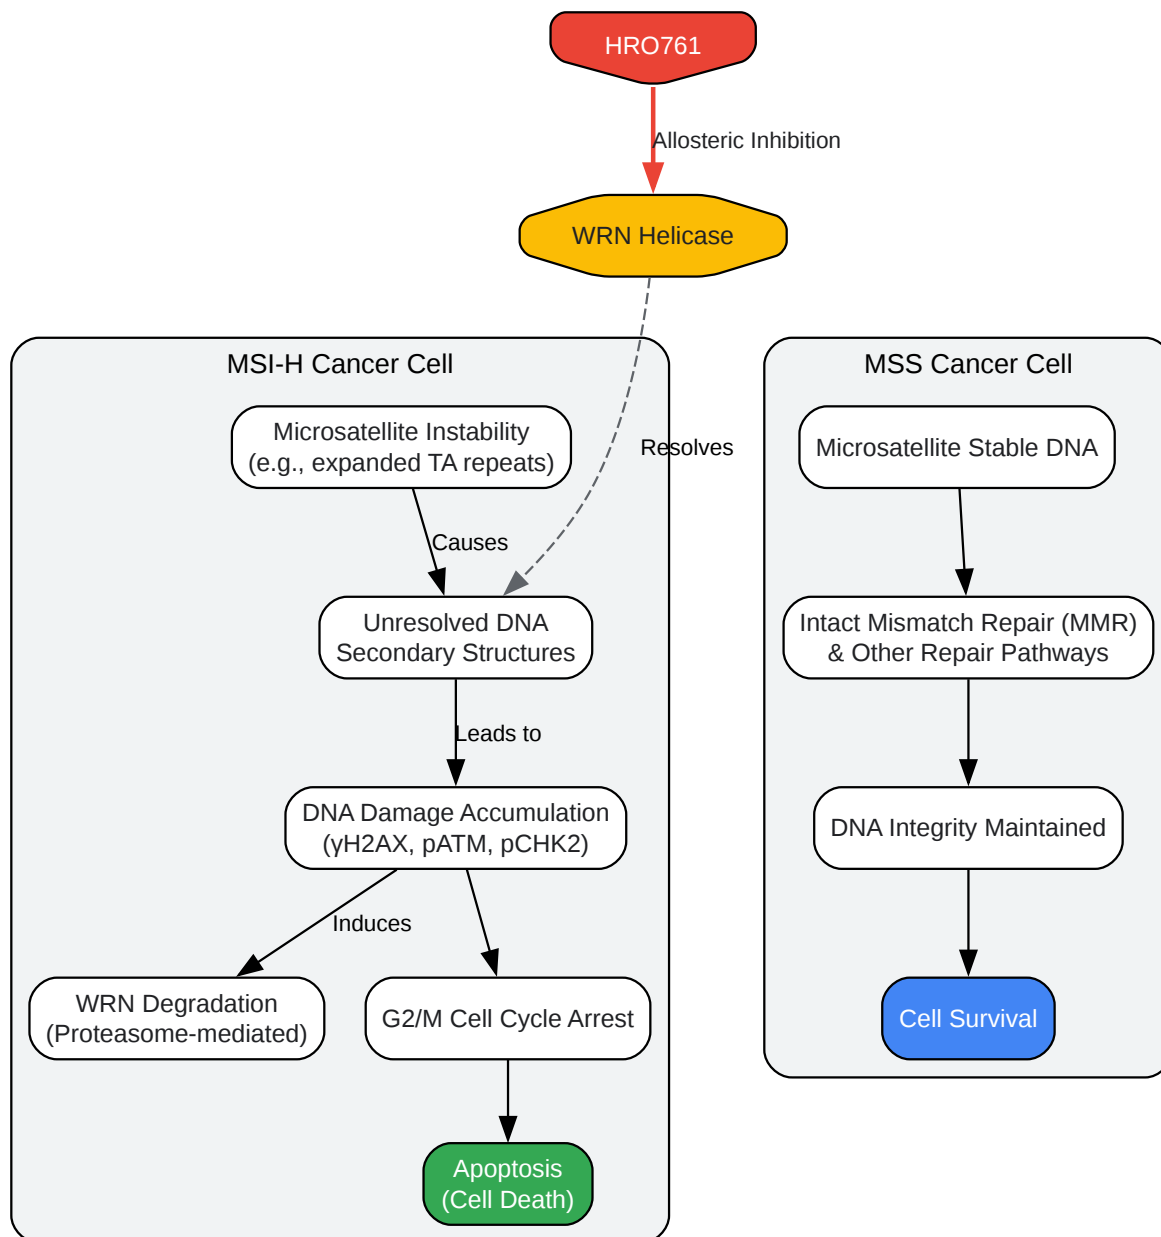 HRO761
Allosteric Inhibition
WRN Helicase
MSI-H Cancer Cell
Microsatellite Instability
(e.g., expanded TA repeats)
Resolves
Causes
Unresolved DNA
Secondary Structures
Leads to
DNA Damage Accumulation
(γH2AX, pATM, pCHK2)
Induces
WRN Degradation
(Proteasome-mediated)
G2/M Cell Cycle Arrest
Apoptosis
(Cell Death)
MSS Cancer Cell
Microsatellite Stable DNA
Intact Mismatch Repair (MMR)
& Other Repair Pathways
DNA Integrity Maintained
Cell Survival